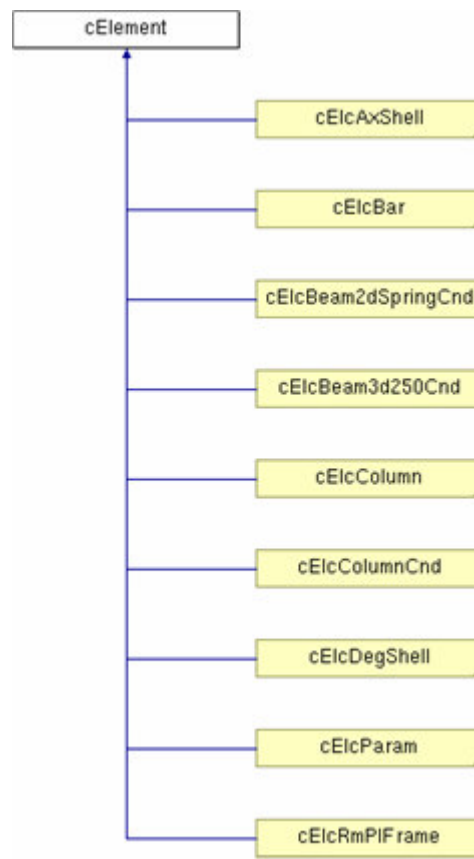 cElement
cElcAxShell
cElcBar
cElcBeam2dSpringCnd
cElcBeam3d250Cnd
cElcColumn
cElcColumnCnd
cElcDegShell
cElcParam
cElcRmPlFrame